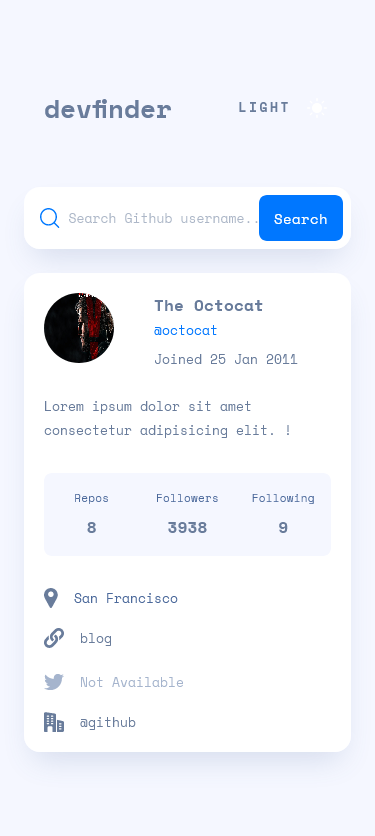 devfinder
LIGHT
Search Github username..
Search
The Octocat
@octocat
Joined 25 Jan 2011
Lorem ipsum dolor sit amet
consectetur adipisicing elit. !
Repos Followers Following
8 3938 9
San Francisco
blog
Not Available
@github